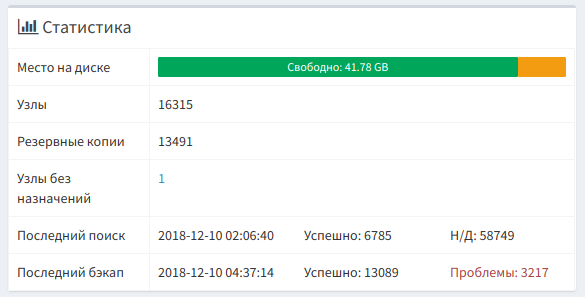 Статистика
Место на диске Свободно: 41.78 GB
Узлы 16315
Резервные копии 13491
Узлы без 1
назначений
Последний поиск 2018-12-10 02:06:40 Успешно: 6785 Н/Д: 58749
Последний бэкап 2018-12-10 04:37:14 Успешно: 13089 Проблемы: 3217